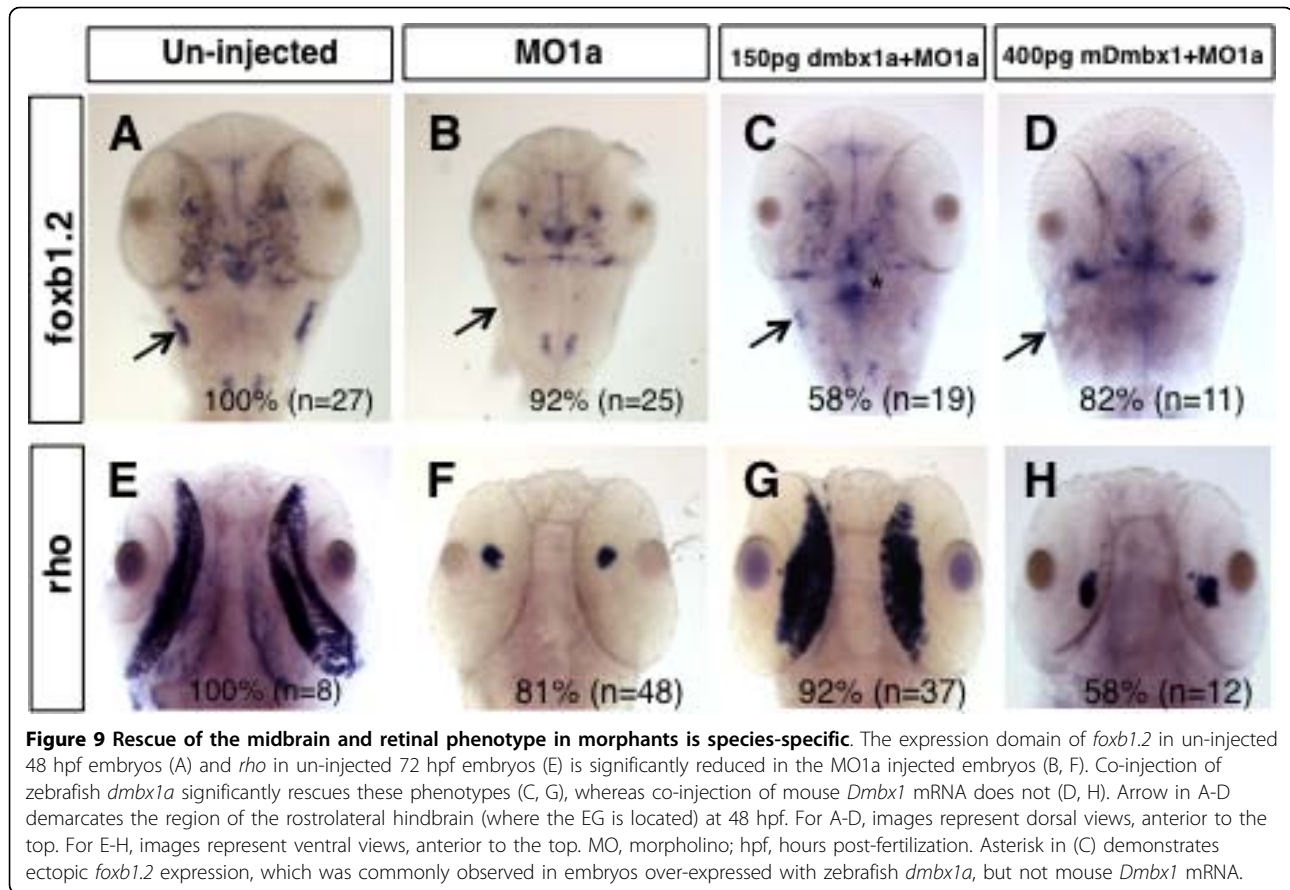 Un-injected
MO1a
150pg dmbx1a+MO1a
400pg mDmbx1+MO1a
foxb1.2
A
100% (n=27)
B
92% (n=25)
C
*
58% (n=19)
D
82% (n=11)
rho
E
100% (n=8)
F
81% (n=48)
G
92% (n=37)
H
58% (n=12)
Figure 9 Rescue of the midbrain and retinal phenotype in morphants is species-specific. The expression domain of foxb1.2 in un-injected
48 hpf embryos (A) and rho in un-injected 72 hpf embryos (E) is significantly reduced in the MO1a injected embryos (B, F). Co-injection of
zebrafish dmbx1a significantly rescues these phenotypes (C, G), whereas co-injection of mouse Dmbx1 mRNA does not (D, H). Arrow in A-D
demarcates the region of the rostrolateral hindbrain (where the EG is located) at 48 hpf. For A-D, images represent dorsal views, anterior to the
top. For E-H, images represent ventral views, anterior to the top. MO, morpholino; hpf, hours post-fertilization. Asterisk in (C) demonstrates
ectopic foxb1.2 expression, which was commonly observed in embryos over-expressed with zebrafish dmbx1a, but not mouse Dmbx1 mRNA.